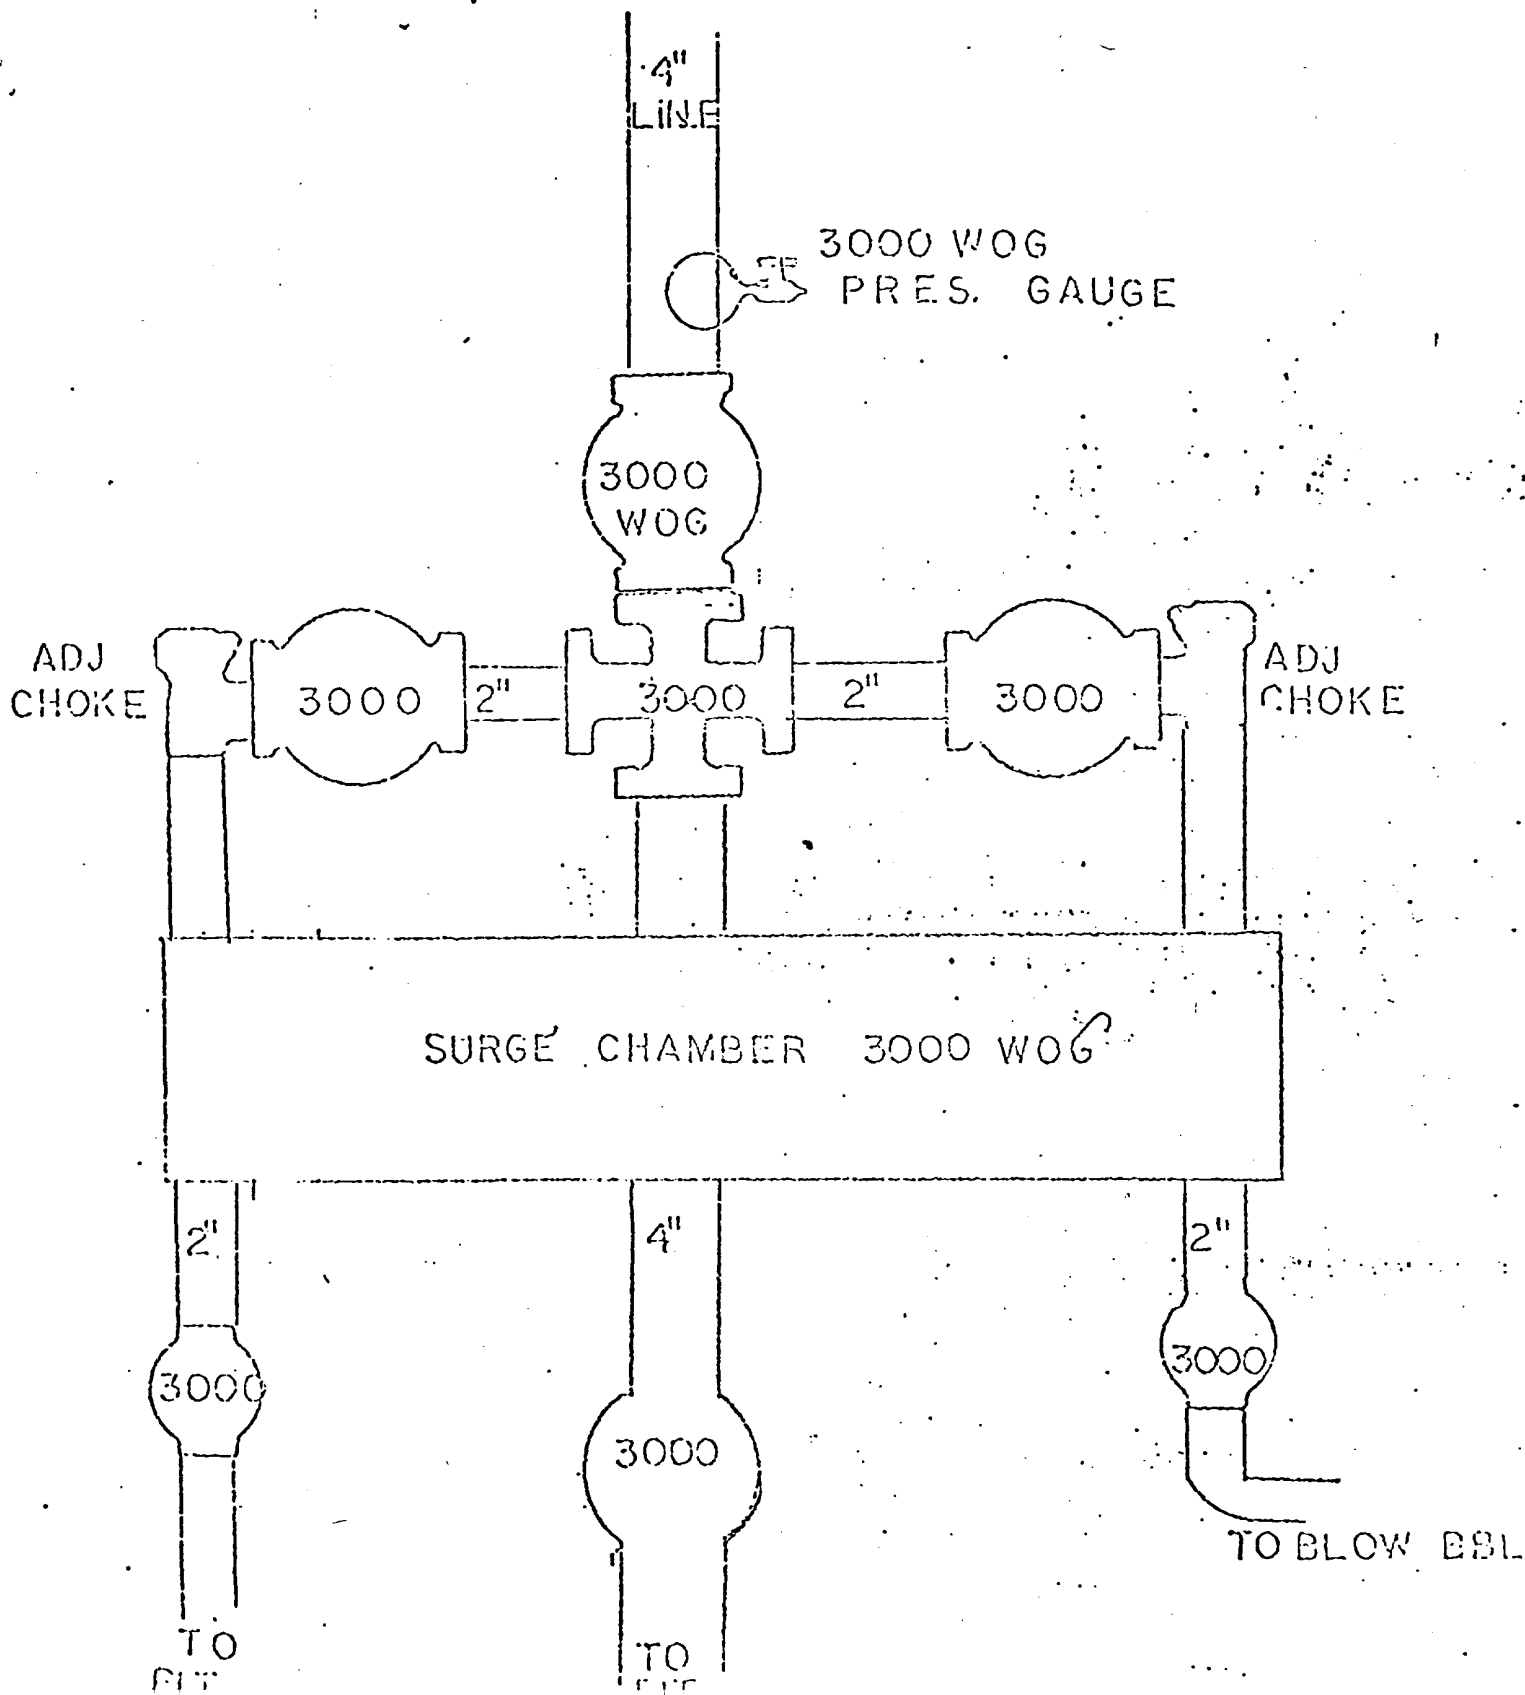 4"
LINE
3000 WOG
PRES. GAUGE
3000
WOG
ADJ
CHOKE
3000
2"
3000
2"
3000
ADJ
CHOKE
SURGE CHAMBER 3000 WOG
2"
4"
2"
3000
3000
3000
TO BLOW BBL
TO
PIT
TO